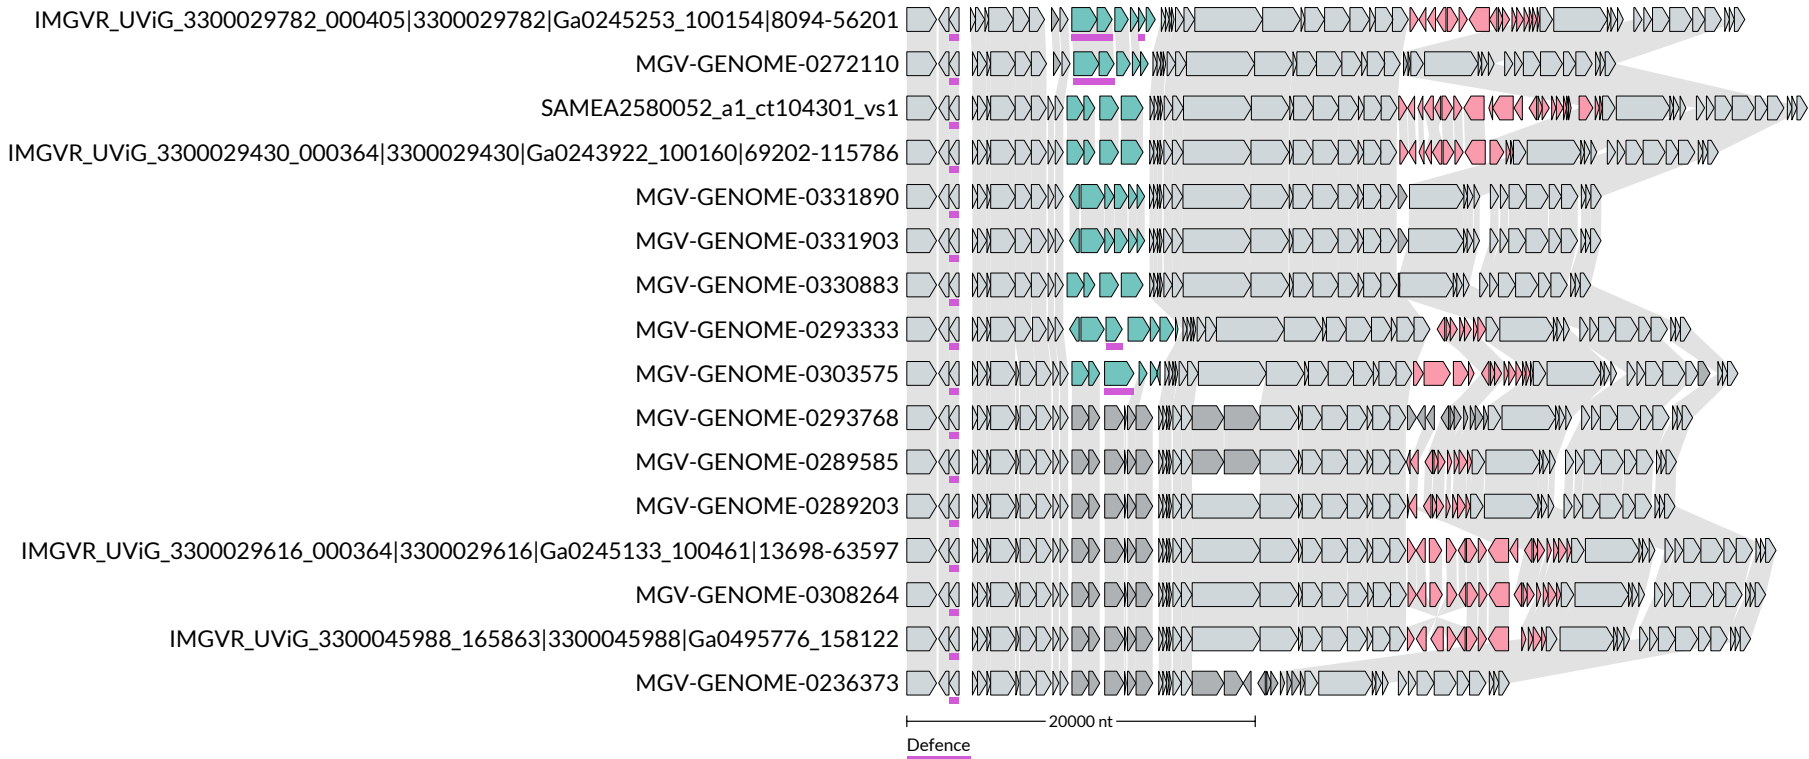 IMGVR_UViG_3300029782_000405|3300029782|Ga0245253_100154|8094-56201
MGV-GENOME-0272110
SAMEA2580052_a1_ct104301_vs1
IMGVR_UViG_3300029430_000364|3300029430|Ga0243922_100160|69202-115786
MGV-GENOME-0331890
MGV-GENOME-0331903
MGV-GENOME-0330883
MGV-GENOME-0293333
MGV-GENOME-0303575
MGV-GENOME-0293768
MGV-GENOME-0289585
MGV-GENOME-0289203
IMGVR_UViG_3300029616_000364|3300029616|Ga0245133_100461|13698-63597
MGV-GENOME-0308264
IMGVR_UViG_3300045988_165863|3300045988|Ga0495776_158122
MGV-GENOME-0236373
20000 nt
Defence